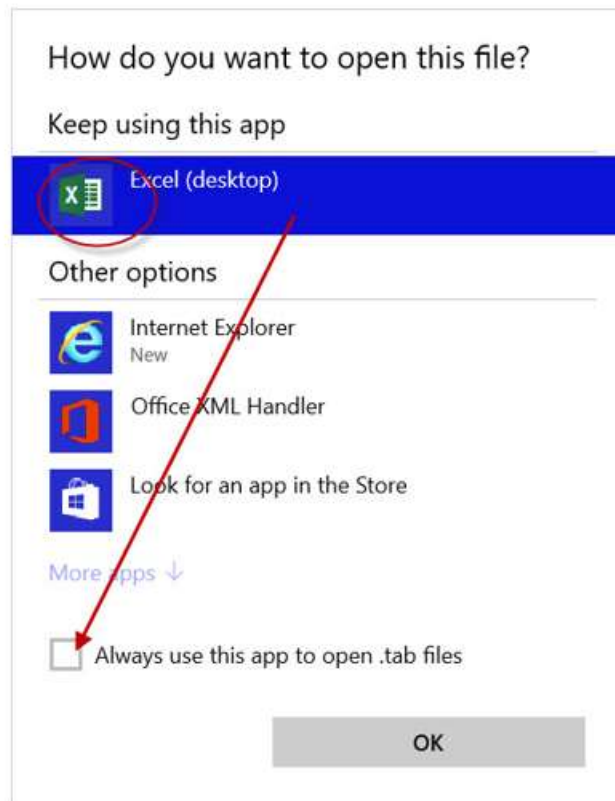 How do you want to open this file?
Keep using this app
Excel (desktop)
Other options
Internet Explorer
New
Office XML Handler
Look for an app in the Store
More apps ↓
Always use this app to open .tab files
OK